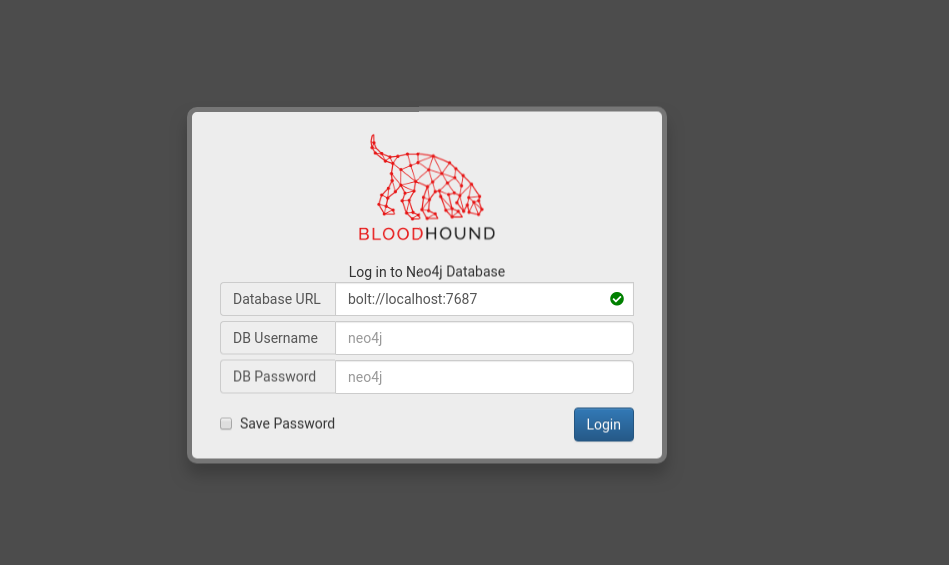 BLOODHOUND
Log in to Neo4j Database
Database URL bolt://localhost:7687
DB Username neo4j
DB Password neo4j
Save Password Login